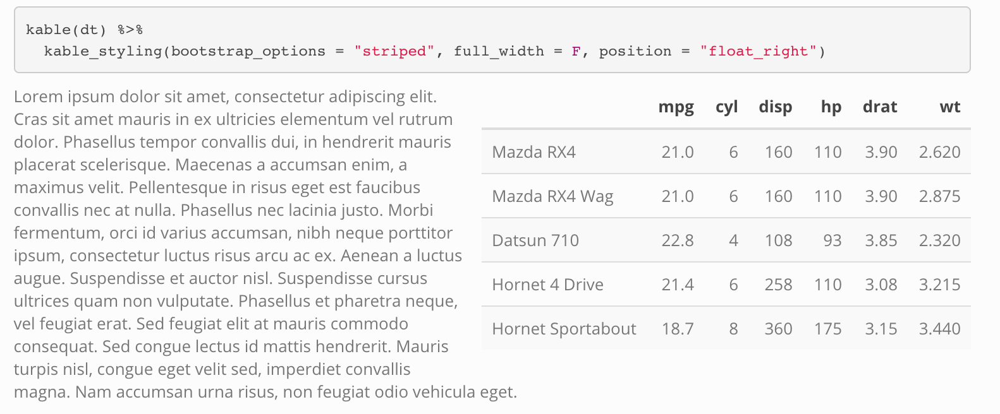 kable(dt) %>%
  kable_styling(bootstrap_options = "striped", full_width = F, position = "float_right")
Lorem ipsum dolor sit amet, consectetur adipiscing elit.
Cras sit amet mauris in ex ultricies elementum vel rutrum
dolor. Phasellus tempor convallis dui, in hendrerit mauris
placerat scelerisque. Maecenas a accumsan enim, a
maximus velit. Pellentesque in risus eget est faucibus
convallis nec at nulla. Phasellus nec lacinia justo. Morbi
fermentum, orci id varius accumsan, nibh neque porttitor
ipsum, consectetur luctus risus arcu ac ex. Aenean a luctus
augue. Suspendisse et auctor nisl. Suspendisse cursus
ultrices quam non vulputate. Phasellus et pharetra neque,
vel feugiat erat. Sed feugiat elit at mauris commodo
consequat. Sed congue lectus id mattis hendrerit. Mauris
turpis nisl, congue eget velit sed, imperdiet convallis
magna. Nam accumsan urna risus, non feugiat odio vehicula eget.
mpg cyl disp hp drat wt
Mazda RX4 21.0 6 160 110 3.90 2.620
Mazda RX4 Wag 21.0 6 160 110 3.90 2.875
Datsun 710 22.8 4 108 93 3.85 2.320
Hornet 4 Drive 21.4 6 258 110 3.08 3.215
Hornet Sportabout 18.7 8 360 175 3.15 3.440